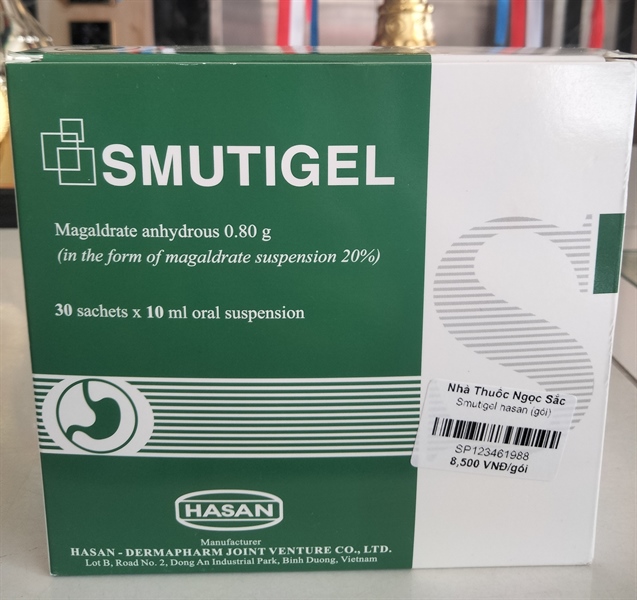 SMUTIGEL
Magaldrate anhydrous 0.80 g
(in the form of magaldrate suspension 20%)
30 sachets x 10 ml oral suspension
S
Nhà Thuốc Ngọc Sắc
Smutigel hasan (gói)
SP123461988
8,500 VNĐ/gói
HASAN
Manufacturer
HASAN - DERMAPHARM JOINT VENTURE CO., LTD.
Lot B, Road No. 2, Dong An Industrial Park, Binh Duong, Vietnam